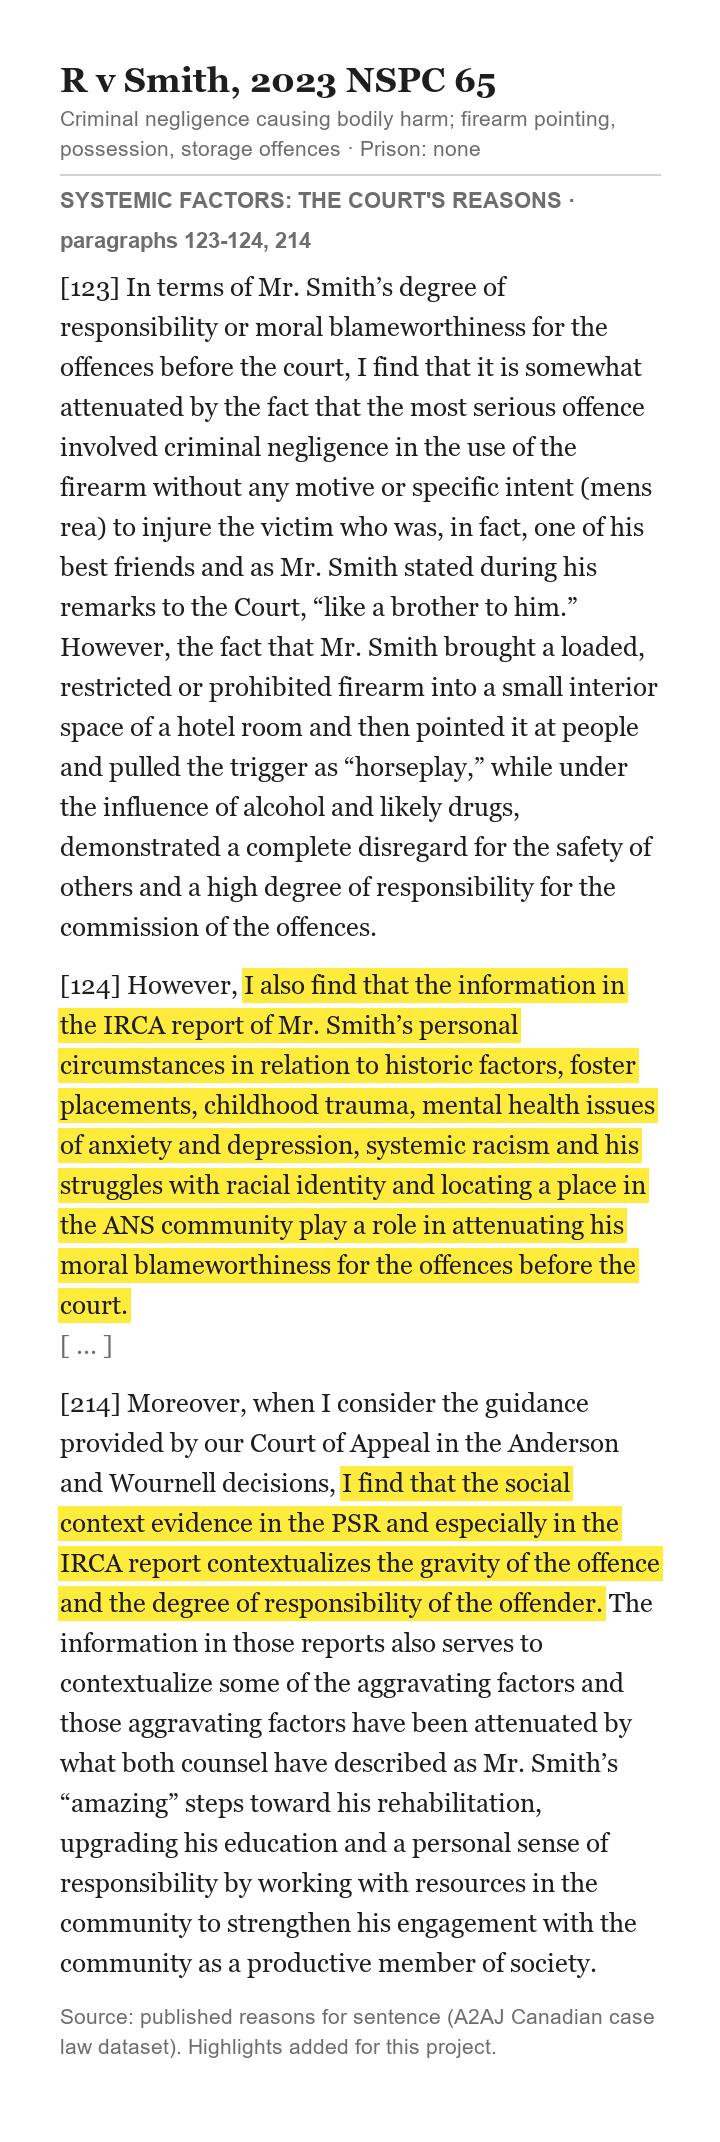 R v Smith, 2023 NSPC 65
Criminal negligence causing bodily harm; firearm pointing,
possession, storage offences · Prison: none
SYSTEMIC FACTORS: THE COURT'S REASONS ·
paragraphs 123-124, 214
[123] In terms of Mr. Smith’s degree of
responsibility or moral blameworthiness for the
offences before the court, I find that it is somewhat
attenuated by the fact that the most serious offence
involved criminal negligence in the use of the
firearm without any motive or specific intent (mens
rea) to injure the victim who was, in fact, one of his
best friends and as Mr. Smith stated during his
remarks to the Court, “like a brother to him.”
However, the fact that Mr. Smith brought a loaded,
restricted or prohibited firearm into a small interior
space of a hotel room and then pointed it at people
and pulled the trigger as “horseplay,” while under
the influence of alcohol and likely drugs,
demonstrated a complete disregard for the safety of
others and a high degree of responsibility for the
commission of the offences.
[124] However, I also find that the information in
the IRCA report of Mr. Smith’s personal
circumstances in relation to historic factors, foster
placements, childhood trauma, mental health issues
of anxiety and depression, systemic racism and his
struggles with racial identity and locating a place in
the ANS community play a role in attenuating his
moral blameworthiness for the offences before the
court.
[ ... ]
[214] Moreover, when I consider the guidance
provided by our Court of Appeal in the Anderson
and Wournell decisions, I find that the social
context evidence in the PSR and especially in the
IRCA report contextualizes the gravity of the offence
and the degree of responsibility of the offender. The
information in those reports also serves to
contextualize some of the aggravating factors and
those aggravating factors have been attenuated by
what both counsel have described as Mr. Smith’s
“amazing” steps toward his rehabilitation,
upgrading his education and a personal sense of
responsibility by working with resources in the
community to strengthen his engagement with the
community as a productive member of society.
Source: published reasons for sentence (A2AJ Canadian case
law dataset). Highlights added for this project.